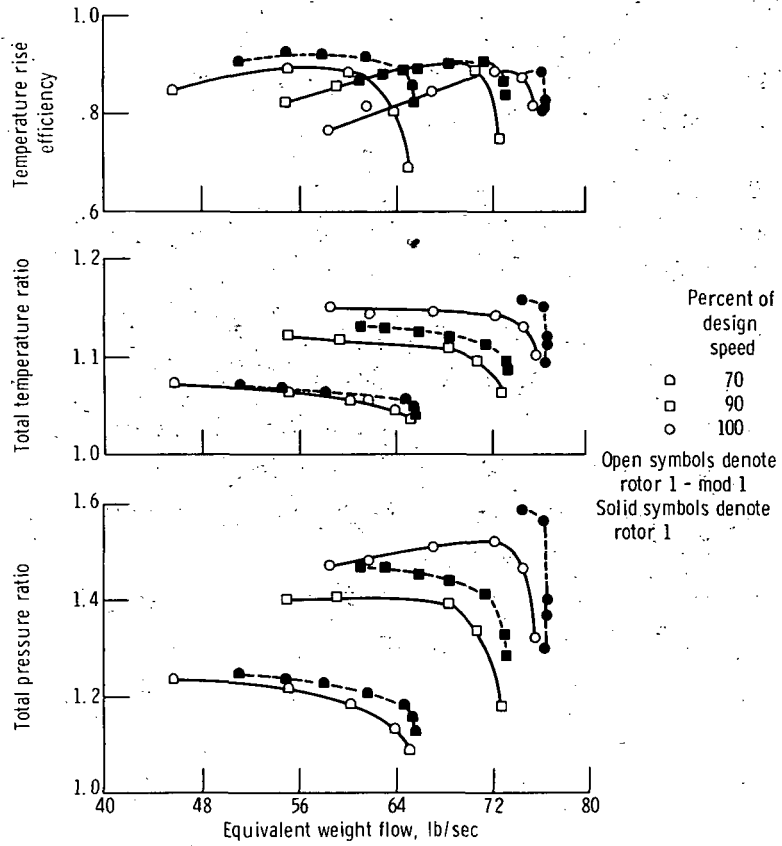 1.0
.8
.6
Temperature rise
efficiency
1.2
1.1
1.0
Total temperature ratio
1.6
1.4
1.2
1.0
Total pressure ratio
40
48
56
64
72
80
Equivalent weight flow, lb/sec
Percent of
design
speed
70
90
100
Open symbols denote
rotor 1 - mod 1
Solid symbols denote
rotor 1